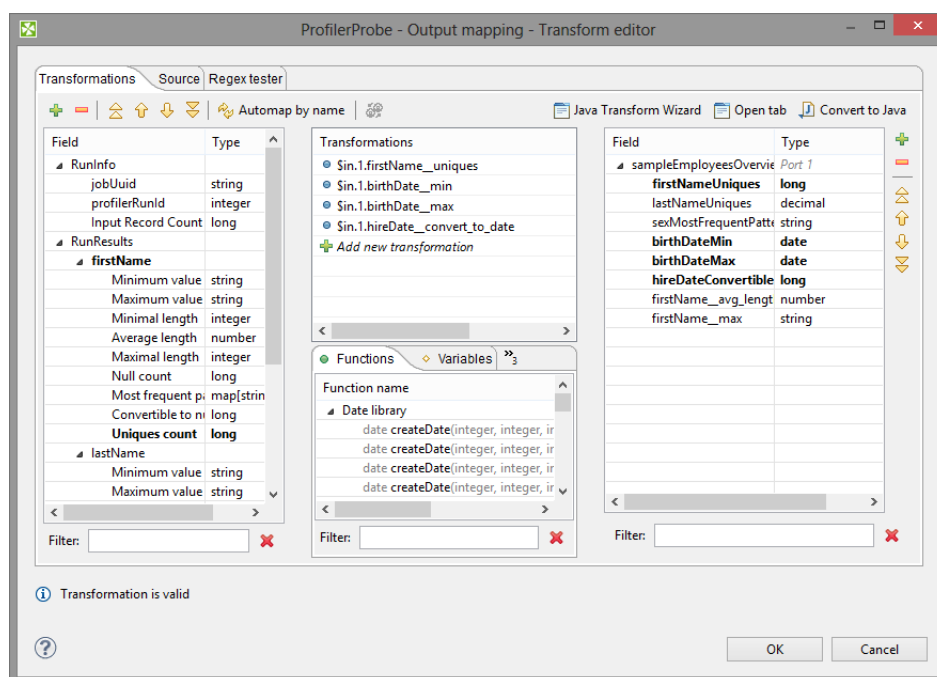 ProfilerProbe - Output mapping - Transform editor
Transformations Source Regex tester
Automap by name Java Transform Wizard Open tab Convert to Java
Field Type
RunInfo
jobUuid string
profilerRunId integer
Input Record Count long
RunResults
firstName
Minimum value string
Maximum value string
Minimal length integer
Average length number
Maximal length integer
Null count long
Most frequent pa map[strin
Convertible to nu long
Uniques count long
lastName
Minimum value string
Maximum value string
Filter:
Transformations
$in.1.firstName__uniques
$in.1.birthDate__min
$in.1.birthDate__max
$in.1.hireDate__convert_to_date
Add new transformation
Functions Variables »3
Function name
Date library
date createDate(integer, integer, ir
date createDate(integer, integer, ir
date createDate(integer, integer, ir
date createDate(integer, integer, ir
Filter:
Field Type
sampleEmployeesOvervie Port 1
firstNameUniques long
lastNameUniques decimal
sexMostFrequentPatte string
birthDateMin date
birthDateMax date
hireDateConvertible long
firstName__avg_lengt number
firstName__max string
Filter:
Transformation is valid
OK Cancel